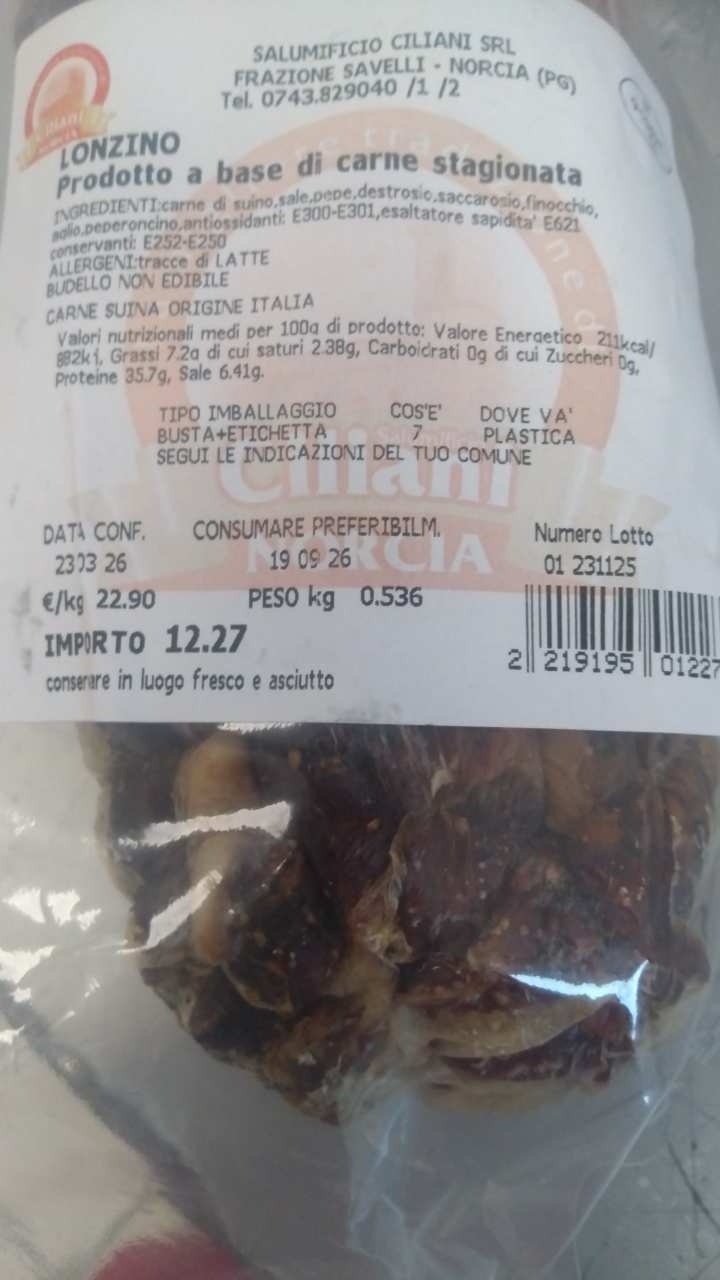 SALUMIFICIO CILIANI SRL
FRAZIONE SAVELLI - NORCIA (PG)
Tel. 0743.829040 /1 /2
Ciliani
NORCIA
LONZINO
Prodotto a base di carne stagionata
INGREDIENTI:carne di suino,sale,pepe,destrosio,saccarosio,finocchio,
aglio,peperoncino,antiossidanti: E300-E301,esaltatore sapidita' E621
conservanti: E252-E250
ALLERGENI:tracce di LATTE
BUDELLO NON EDIBILE
CARNE SUINA ORIGINE ITALIA
Valori nutrizionali medi per 100g di prodotto: Valore Energetico 211kcal/
882kj, Grassi 7.2g di cui saturi 2.38g, Carboidrati 0g di cui Zuccheri 0g,
Proteine 35.7g, Sale 6.41g.
TIPO IMBALLAGGIO COS'E' DOVE VA'
BUSTA+ETICHETTA 7 PLASTICA
SEGUI LE INDICAZIONI DEL TUO COMUNE
Ciliani
NORCIA
DATA CONF. CONSUMARE PREFERIBILM. Numero Lotto
23 03 26 19 09 26 01 231125
€/kg 22.90 PESO kg 0.536
IMPORTO 12.27
conservare in luogo fresco e asciutto
2 219195 01227